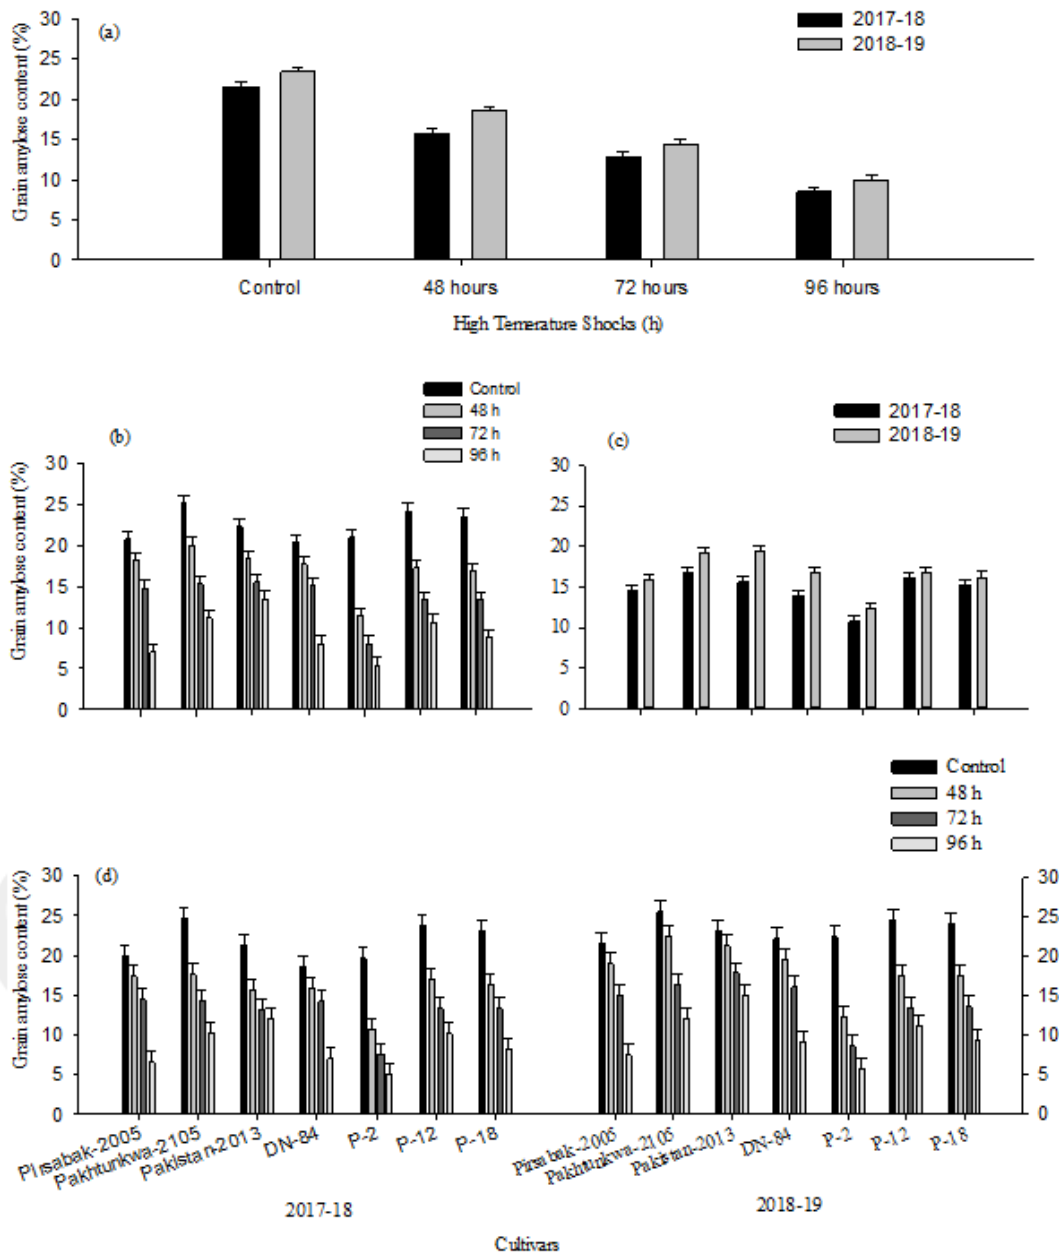 (a)
2017-18
2018-19
Grain amylose content (%)
30
25
20
15
10
5
0
Control
48 hours
72 hours
96 hours
High Temerature Shocks (h)
(b)
Control
48 h
72 h
96 h
Grain amylose content (%)
30
25
20
15
10
5
0
(c)
2017-18
2018-19
30
25
20
15
10
5
0
(d)
Control
48 h
72 h
96 h
Grain amylose content (%)
30
25
20
15
10
5
0
30
25
20
15
10
5
0
Pirsabak-2005
Pakhtunkwa-2105
Pakistan-2013
DN-84
P-2
P-12
P-18
Pirsabak-2005
Pakhtunkwa-2105
Pakistan-2013
DN-84
P-2
P-12
P-18
2017-18
2018-19
Cultivars